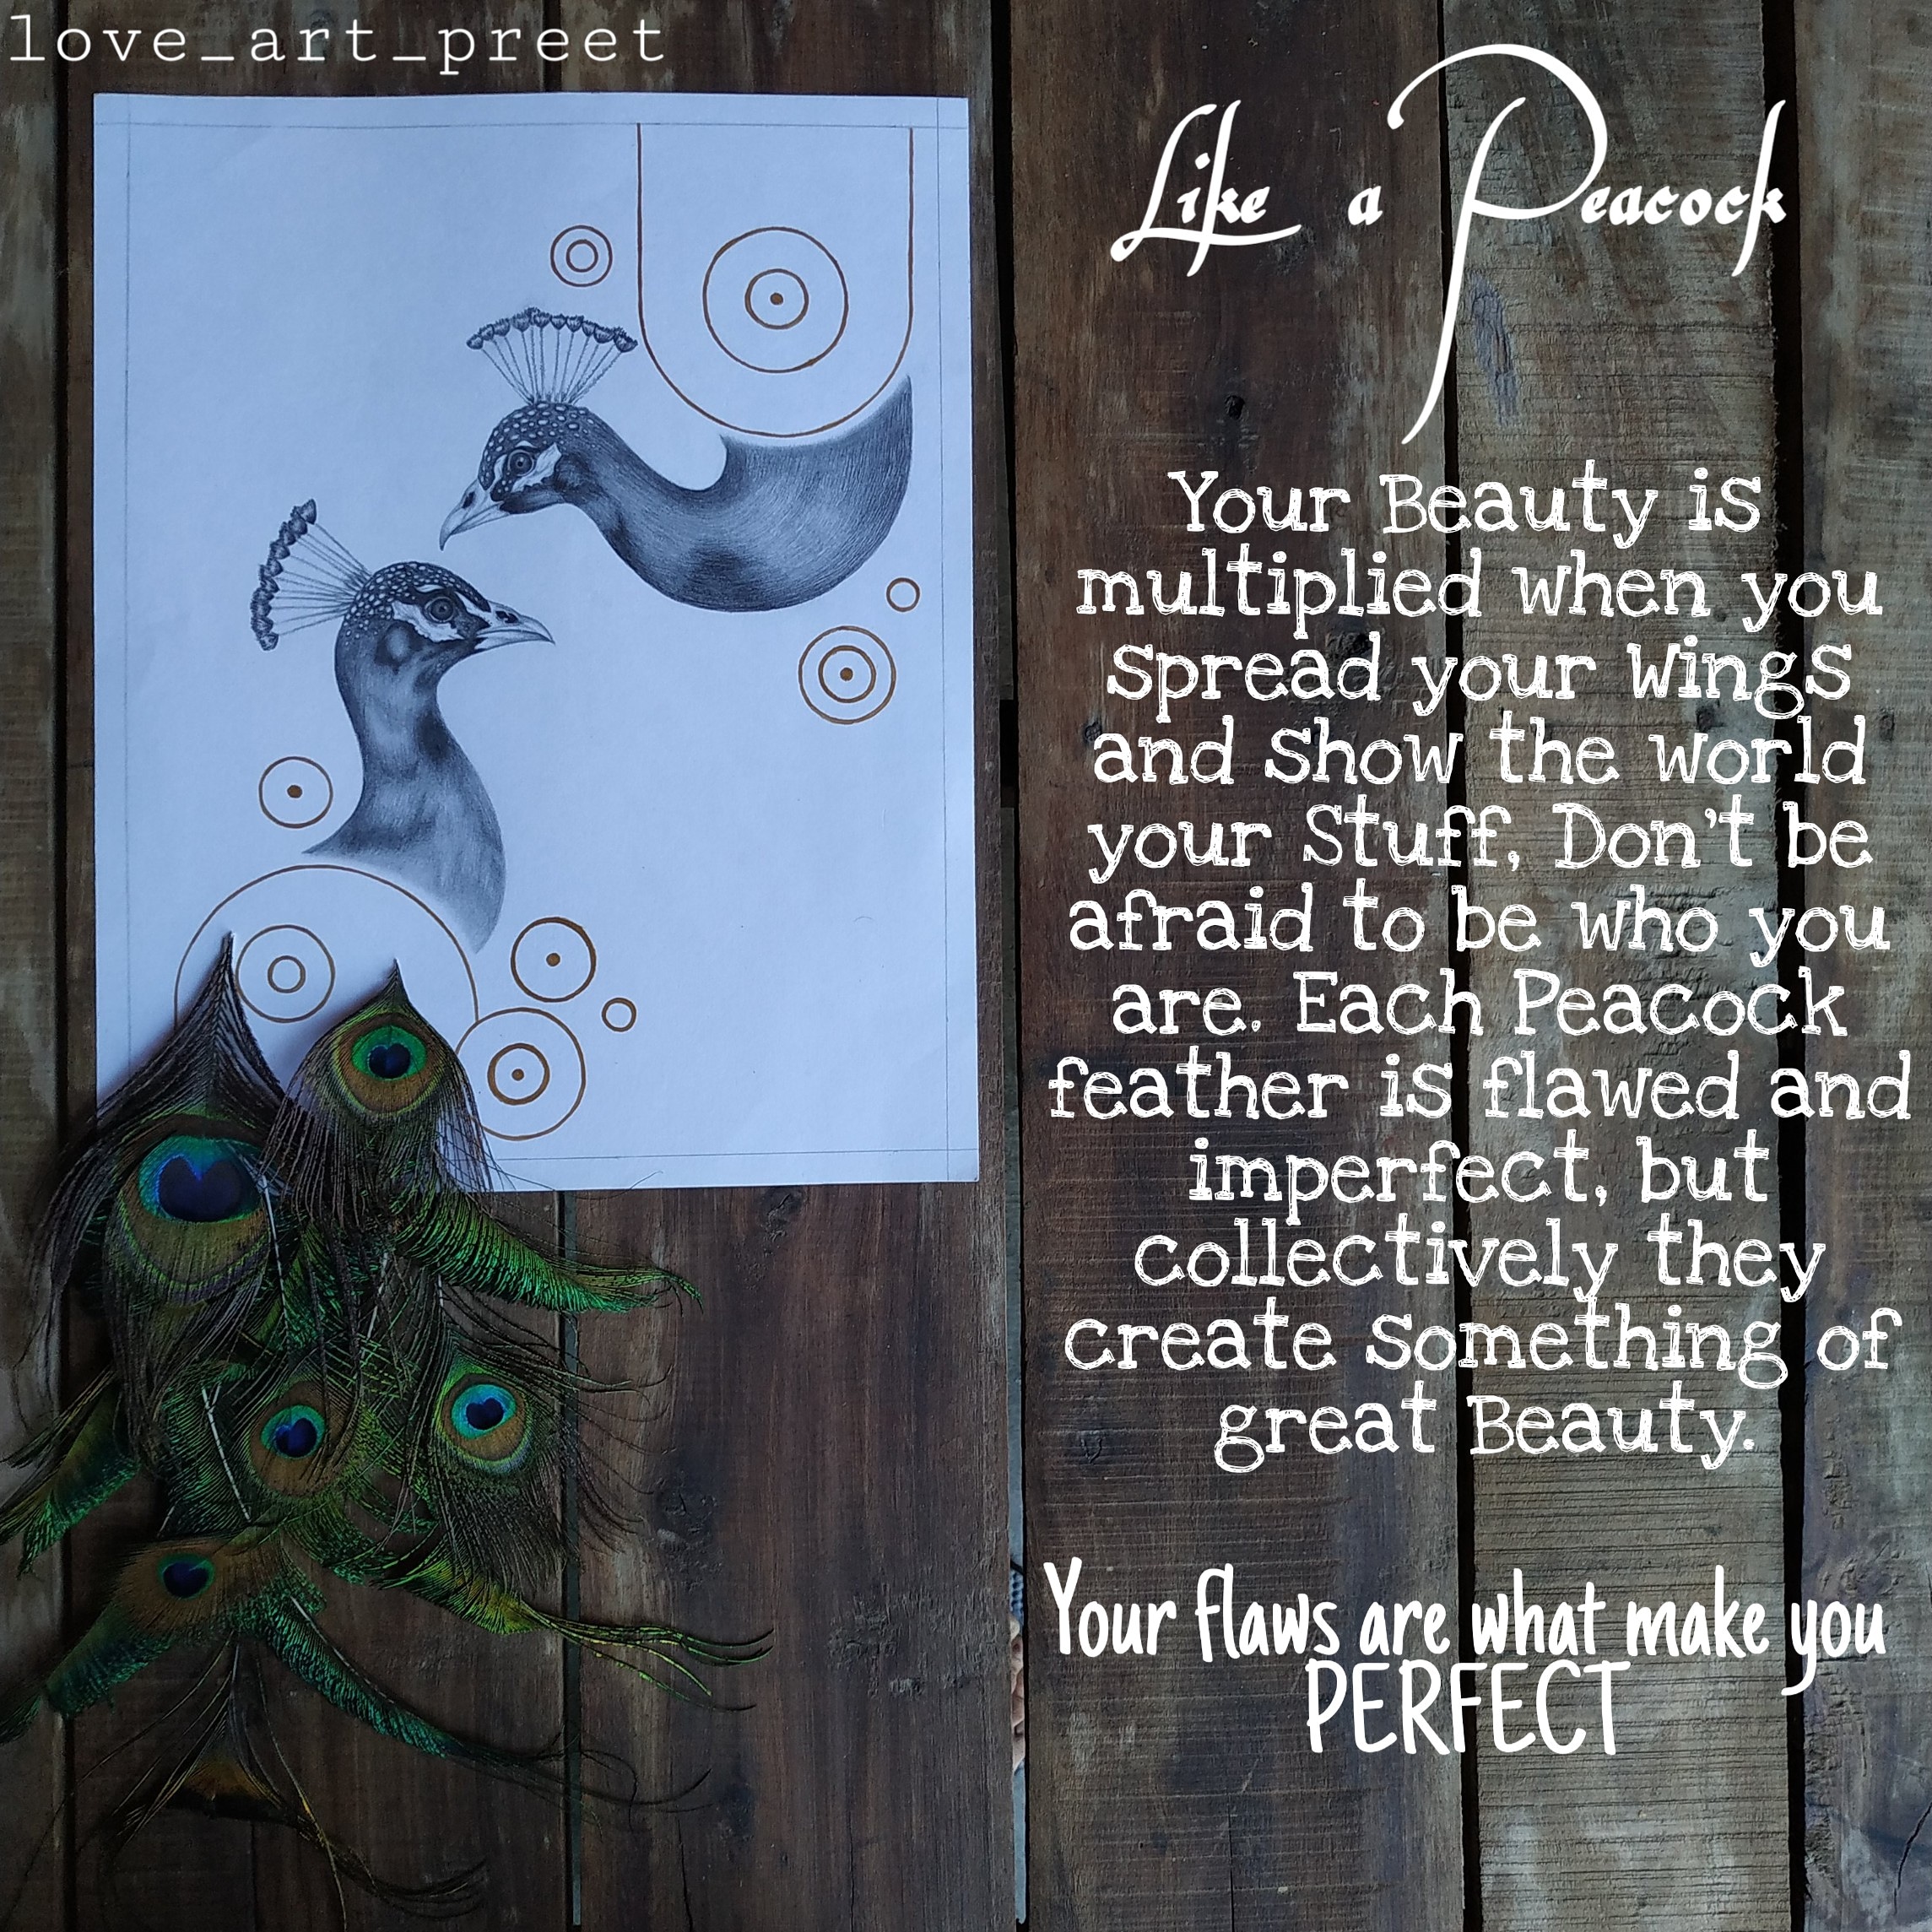 love_art_preet
Like a Peacock
Your Beauty is
multiplied when you
spread your Wings
and show the world
your Stuff, Don't be
afraid to be who you
are. Each Peacock
feather is flawed and
imperfect, but
collectively they
create something of
great Beauty.
Your flaws are what make you
PERFECT